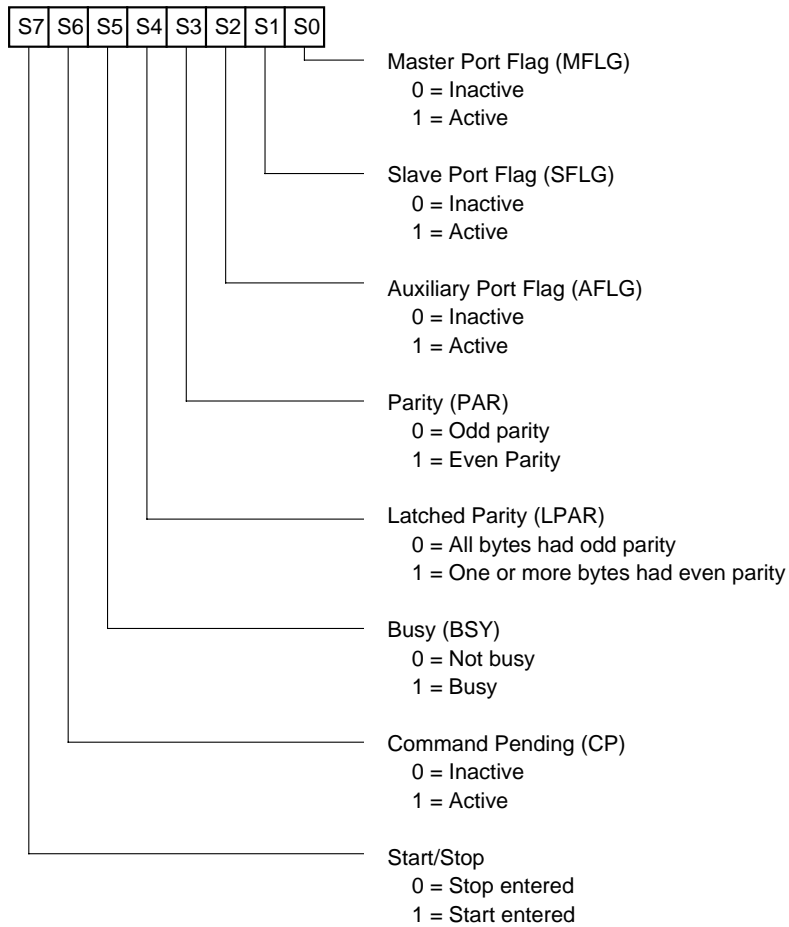 S7 S6 S5 S4 S3 S2 S1 S0
Master Port Flag (MFLG)
0 = Inactive
1 = Active
Slave Port Flag (SFLG)
0 = Inactive
1 = Active
Auxiliary Port Flag (AFLG)
0 = Inactive
1 = Active
Parity (PAR)
0 = Odd parity
1 = Even Parity
Latched Parity (LPAR)
0 = All bytes had odd parity
1 = One or more bytes had even parity
Busy (BSY)
0 = Not busy
1 = Busy
Command Pending (CP)
0 = Inactive
1 = Active
Start/Stop
0 = Stop entered
1 = Start entered